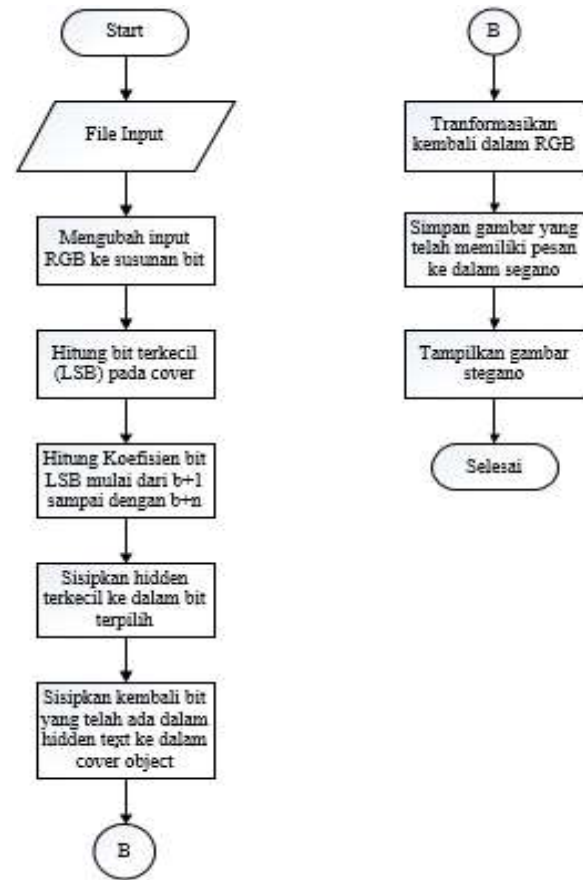 Start
File Input
Mengubah input
RGB ke susunan bit
Hitung bit terkecil
(LSB) pada cover
Hitung Koefisien bit
LSB mulai dari b+1
sampai dengan b+n
Sisipkan hidden
terkecil ke dalam bit
terpilih
Sisipkan kembali bit
yang telah ada dalam
hidden text ke dalam
cover object
B
B
Tranformasikan
kembali dalam RGB
Simpan gambar yang
telah memiliki pesan
ke dalam segano
Tampilkan gambar
stegano
Selesai